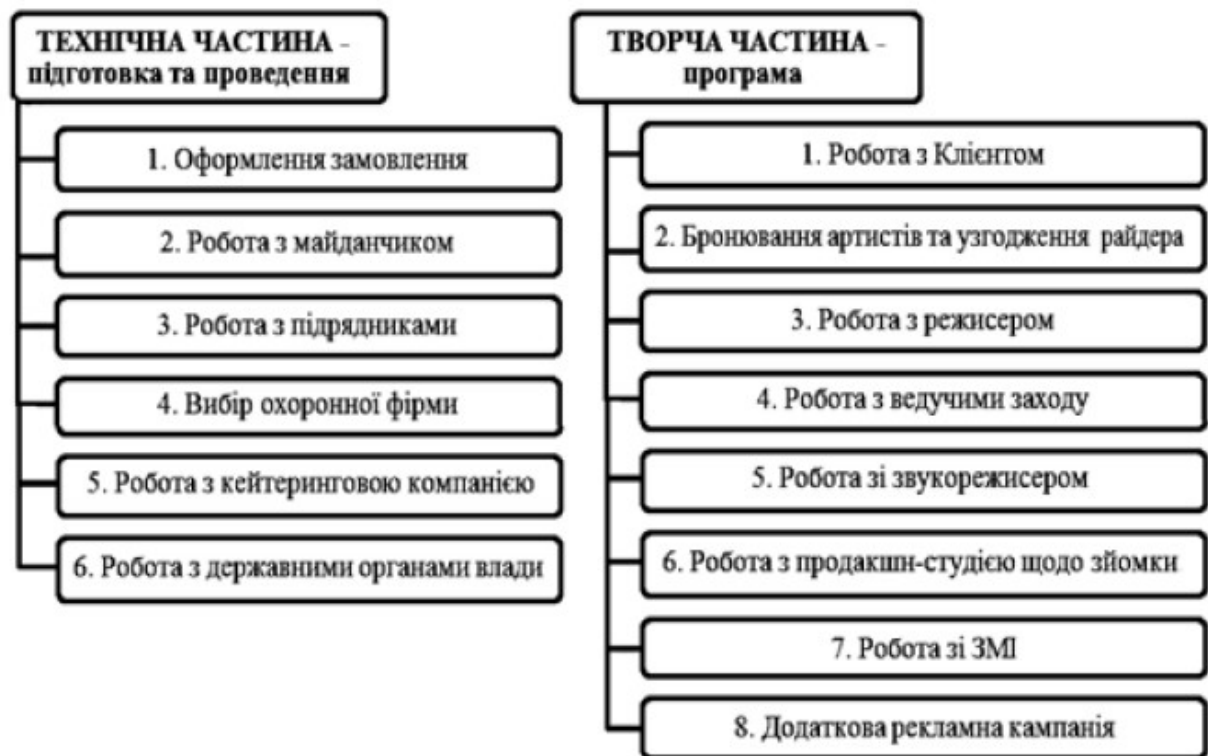 ТЕХНІЧНА ЧАСТИНА -
підготовка та проведення
1. Оформлення замовлення
2. Робота з майданчиком
3. Робота з підрядниками
4. Вибір охоронної фірми
5. Робота з кейтеринговою компанією
6. Робота з державними органами влади
ТВОРЧА ЧАСТИНА -
програма
1. Робота з Клієнтом
2. Бронювання артистів та узгодження райдера
3. Робота з режисером
4. Робота з ведучими заходу
5. Робота зі звукорежисером
6. Робота з продакшн-студією щодо зйомки
7. Робота зі ЗМІ
8. Додаткова рекламна кампанія